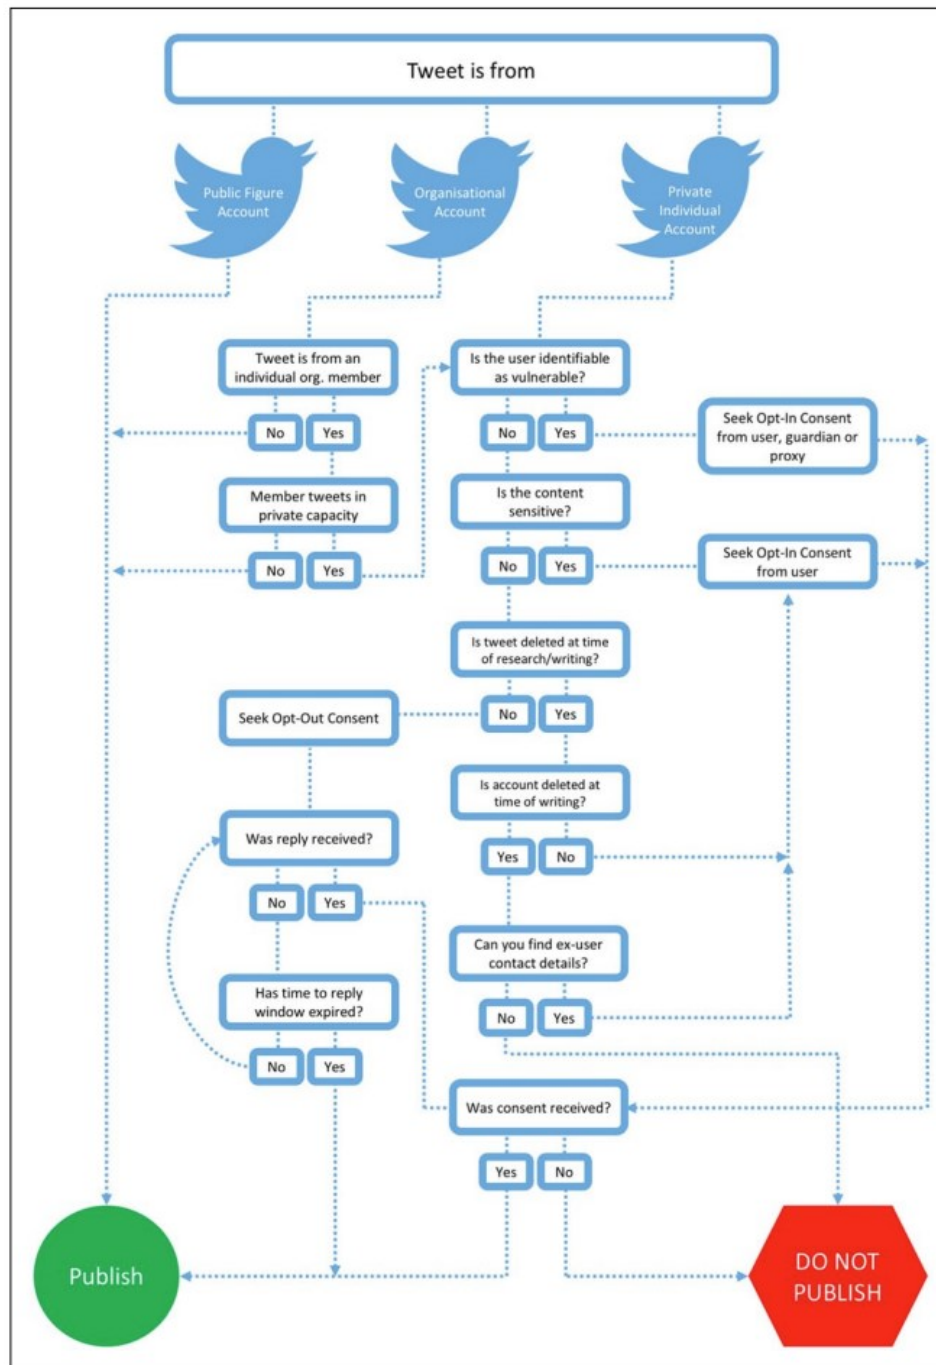 Tweet is from
Public Figure
Account
Organisational
Account
Private
Individual
Account
Tweet is from an
individual org. member
No
Yes
Member tweets in
private capacity
No
Yes
Is the user identifiable
as vulnerable?
No
Yes
Seek Opt-In Consent
from user, guardian or
proxy
Is the content
sensitive?
No
Yes
Seek Opt-In Consent
from user
Is tweet deleted at time
of research/writing?
No
Yes
Seek Opt-Out Consent
Is account deleted at
time of writing?
Yes
No
Was reply received?
No
Yes
Can you find ex-user
contact details?
No
Yes
Has time to reply
window expired?
No
Yes
Was consent received?
Yes
No
Publish
DO NOT
PUBLISH